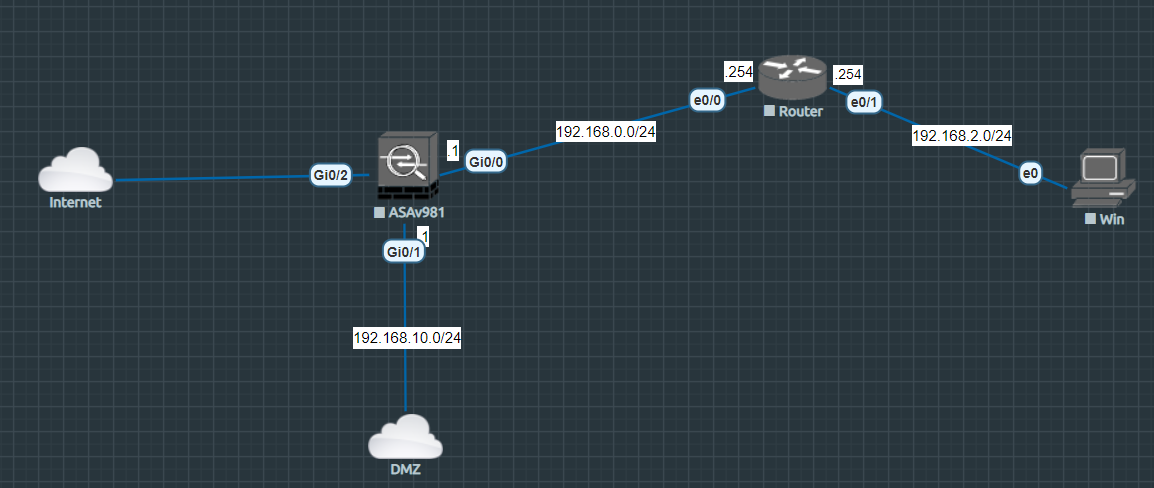 .254
.254
e0/0
e0/1
Router
192.168.0.0/24
192.168.2.0/24
.1
Gi0/0
Gi0/2
e0
Internet
ASAv981
Win
.1
Gi0/1
192.168.10.0/24
DMZ